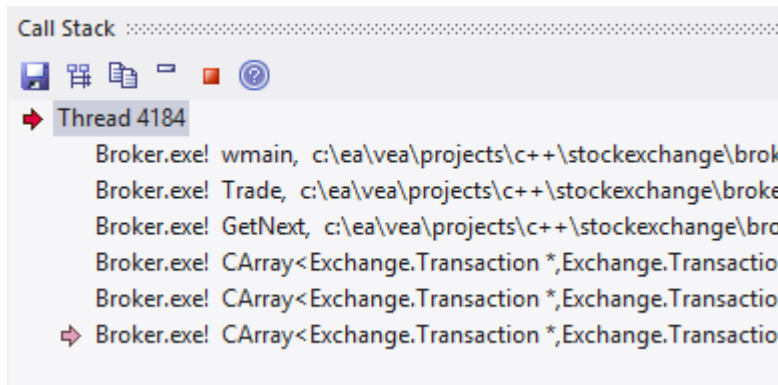 Call Stack
Thread 4184
Broker.exe! wmain, c:\ea\vea\projects\c++\stockexchange\brok
Broker.exe! Trade, c:\ea\vea\projects\c++\stockexchange\broke
Broker.exe! GetNext, c:\ea\vea\projects\c++\stockexchange\bro
Broker.exe! CArray<Exchange.Transaction *,Exchange.Transactio
Broker.exe! CArray<Exchange.Transaction *,Exchange.Transactio
Broker.exe! CArray<Exchange.Transaction *,Exchange.Transactio